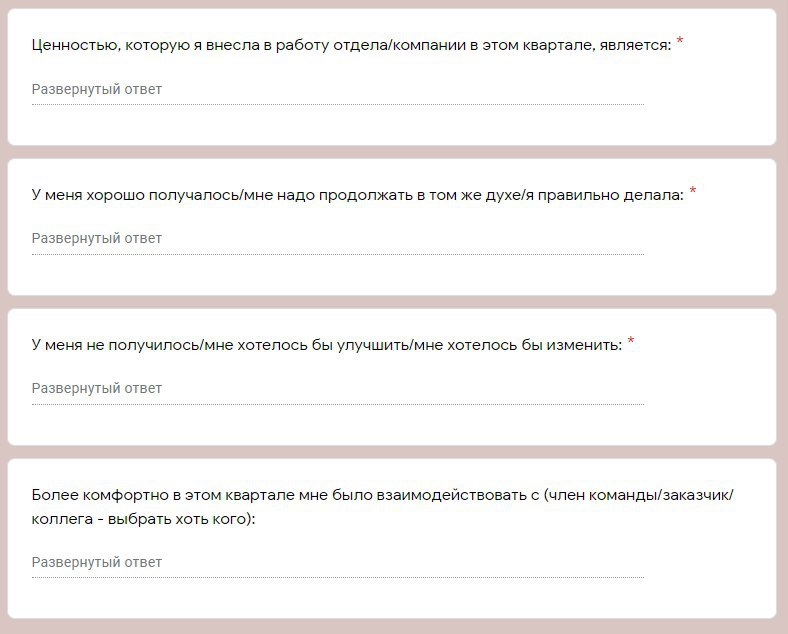 Ценностью, которую я внесла в работу отдела/компании в этом квартале, является: *
Развернутый ответ
У меня хорошо получалось/мне надо продолжать в том же духе/я правильно делала: *
Развернутый ответ
У меня не получилось/мне хотелось бы улучшить/мне хотелось бы изменить: *
Развернутый ответ
Более комфортно в этом квартале мне было взаимодействовать с (член команды/заказчик/
коллега - выбрать хоть кого):
Развернутый ответ